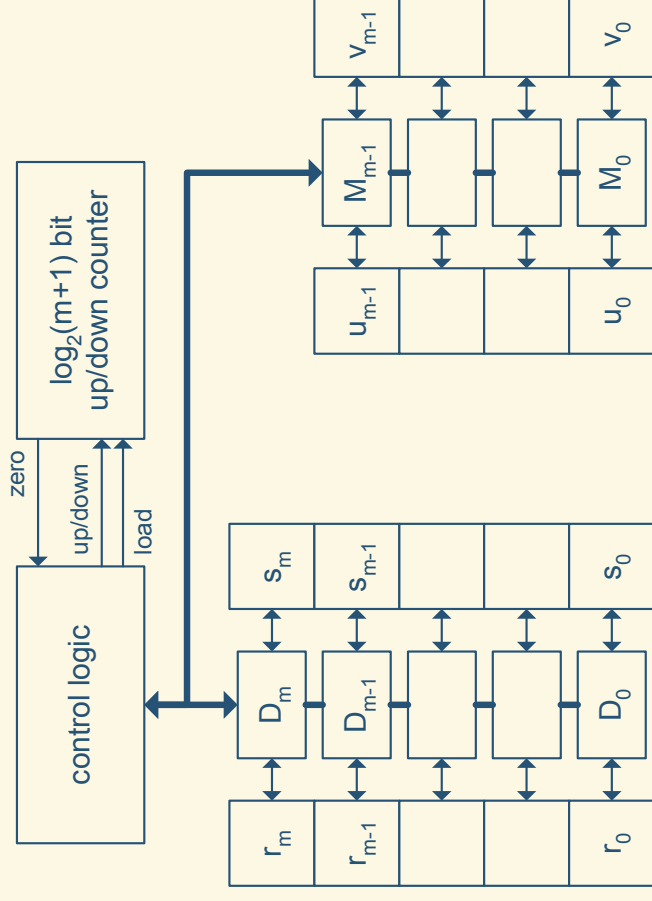 control logic
zero
up/down
load
log₂(m+1) bit
up/down counter
rₘ
Dₘ
sₘ
rₘ₋₁
Dₘ₋₁
sₘ₋₁
r₀
D₀
s₀
uₘ₋₁
Mₘ₋₁
vₘ₋₁
u₀
M₀
v₀